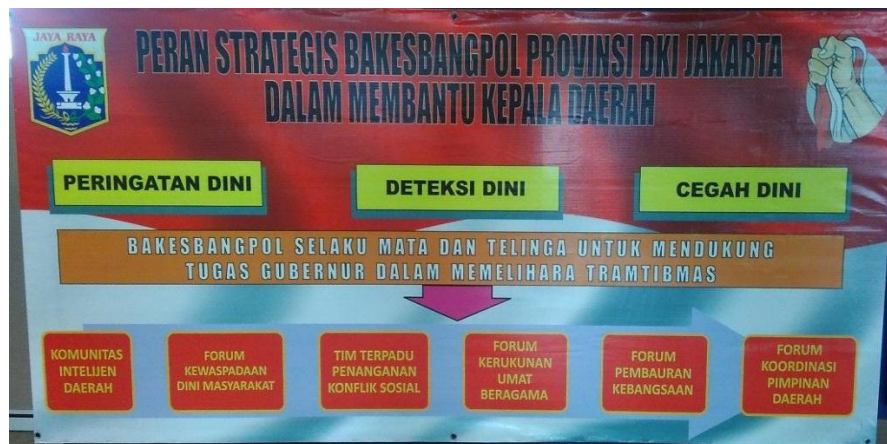 JAYA RAYA
PERAN STRATEGIS BAKESBANGPOL PROVINSI DKI JAKARTA
DALAM MEMBANTU KEPALA DAERAH
PERINGATAN DINI
DETEKSI DINI
CEGAH DINI
BAKESBANGPOL SELAKU MATA DAN TELINGA UNTUK MENDUKUNG
TUGAS GUBERNUR DALAM MEMELIHARA TRAMTIBMAS
KOMUNITAS
INTELIJEN
DAERAH
FORUM
KEWASPADAAN
DINI MASYARAKAT
TIM TERPADU
PENANGANAN
KONFLIK SOSIAL
FORUM
KERUKUNAN
UMAT
BERAGAMA
FORUM
PEMBAURAN
KEBANGSAAN
FORUM
KOORDINASI
PIMPINAN
DAERAH